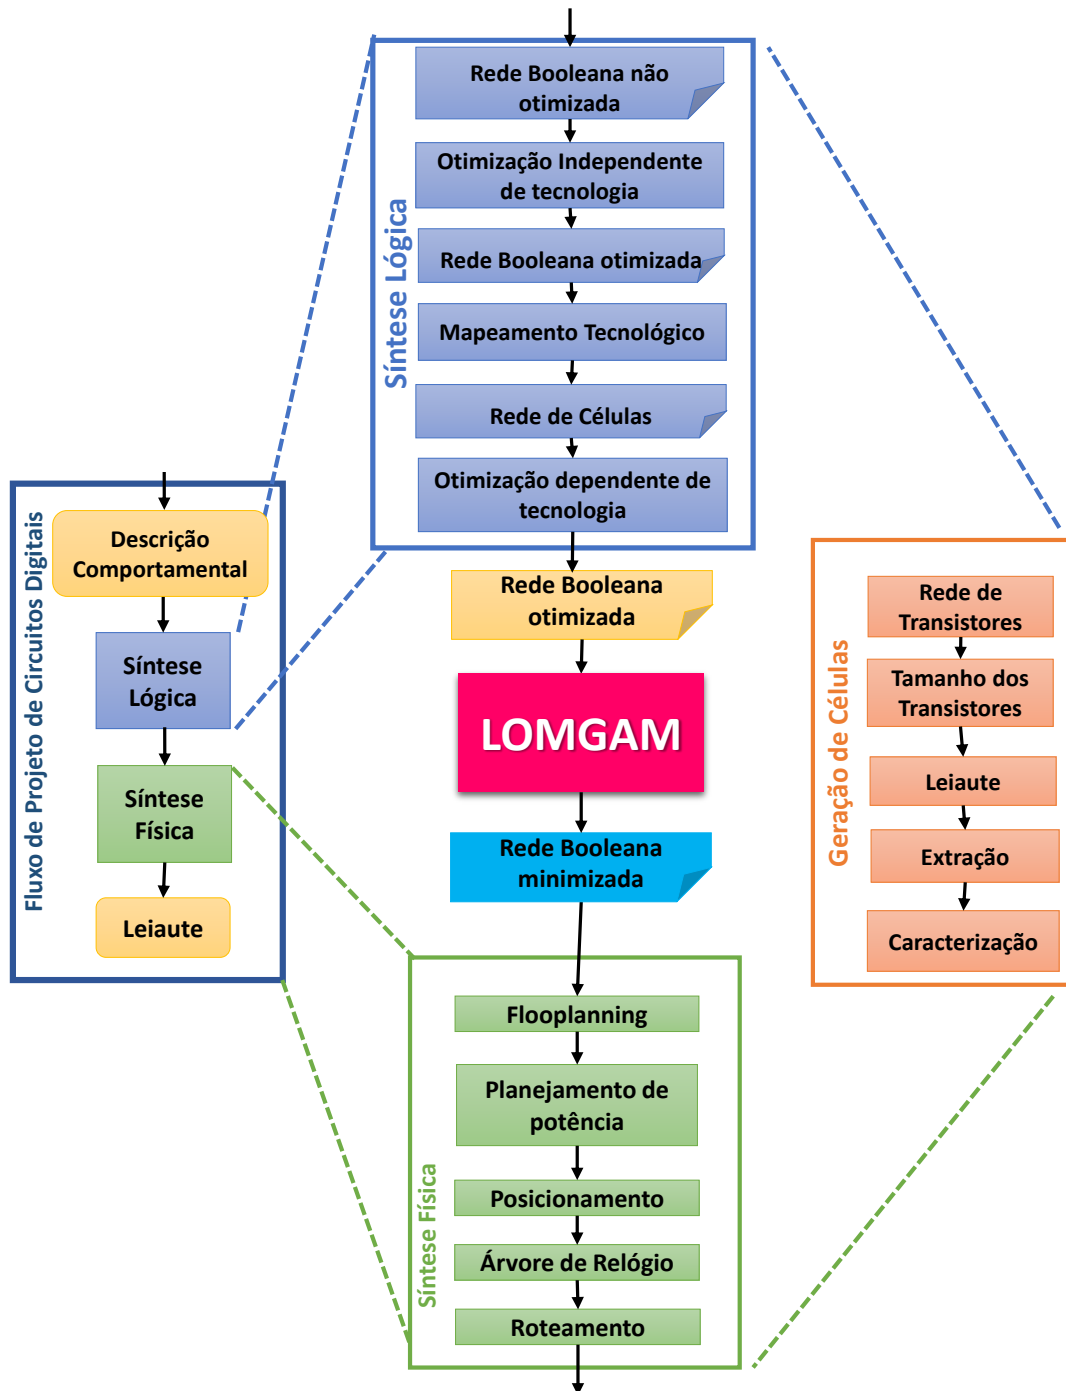 Síntese Lógica
Rede Booleana não
otimizada
Otimização Independente
de tecnologia
Rede Booleana otimizada
Mapeamento Tecnológico
Rede de Células
Otimização dependente de
tecnologia
Fluxo de Projeto de Circuitos Digitais
Descrição
Comportamental
Síntese
Lógica
Síntese
Física
Leiaute
Rede Booleana
otimizada
LOMGAM
Rede Booleana
minimizada
Geração de Células
Rede de
Transistores
Tamanho dos
Transistores
Leiaute
Extração
Caracterização
Síntese Física
Flooplanning
Planejamento de
potência
Posicionamento
Árvore de Relógio
Roteamento